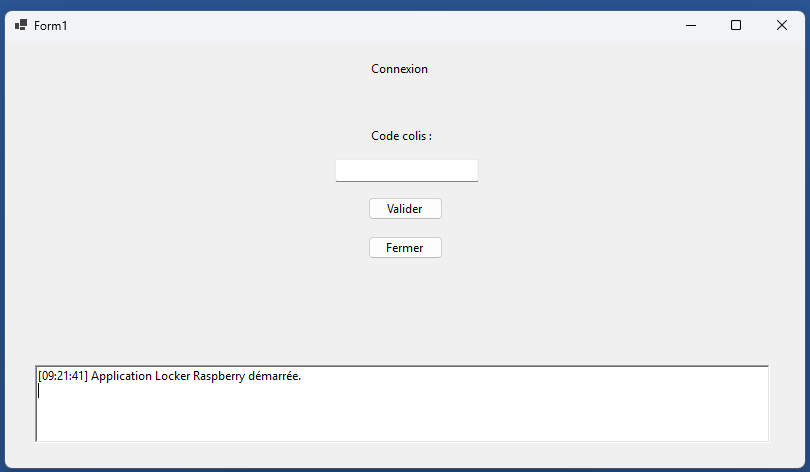 Form1
Connexion
Code colis :
Valider
Fermer
[09:21:41] Application Locker Raspberry démarrée.